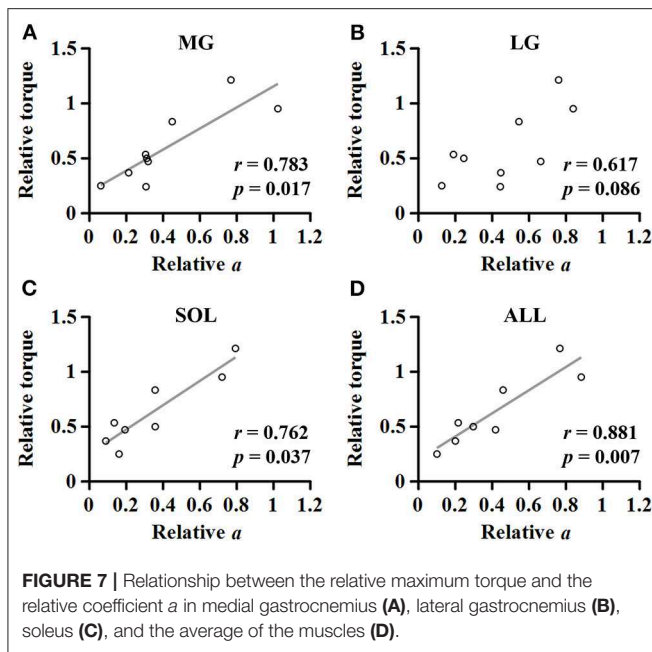 A
MG
Relative torque
1.5
1
0.5
0
r = 0.783
p = 0.017
0 0.2 0.4 0.6 0.8 1 1.2
Relative a
B
LG
Relative torque
1.5
1
0.5
0
r = 0.617
p = 0.086
0 0.2 0.4 0.6 0.8 1 1.2
Relative a
C
SOL
Relative torque
1.5
1
0.5
0
r = 0.762
p = 0.037
0 0.2 0.4 0.6 0.8 1 1.2
Relative a
D
ALL
Relative torque
1.5
1
0.5
0
r = 0.881
p = 0.007
0 0.2 0.4 0.6 0.8 1 1.2
Relative a
FIGURE 7 | Relationship between the relative maximum torque and the
relative coefficient a in medial gastrocnemius (A), lateral gastrocnemius (B),
soleus (C), and the average of the muscles (D).